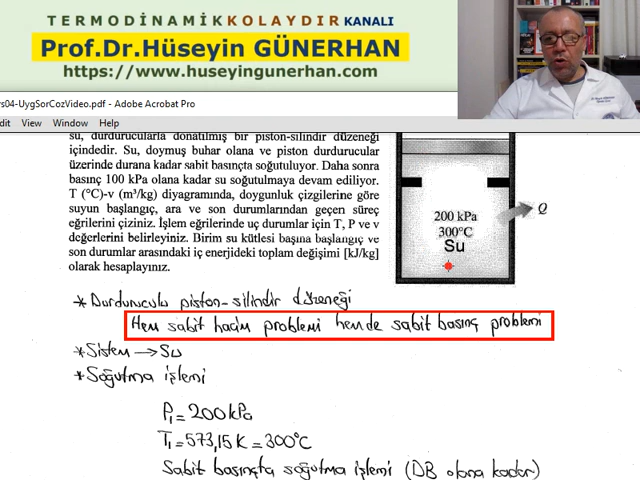 TERMODİNAMİKKOLAYDIR KANALI
Prof.Dr.Hüseyin GÜNERHAN
https://www.huseyingunerhan.com
rs04-UygSorCozVideo.pdf - Adobe Acrobat Pro
dit View Window Help
su, durdurucularla donatılmış bir piston-silindir düzeneği
içindedir. Su, doymuş buhar olana ve piston durdurucular
üzerinde durana kadar sabit basınçta soğutuluyor. Daha sonra
basınç 100 kPa olana kadar su soğutulmaya devam ediliyor.
T (°C)-v (m³/kg) diyagramında, doygunluk çizgilerine göre
suyun başlangıç, ara ve son durumlarından geçen süreç
eğrilerini çiziniz. İşlem eğrilerinde uç durumlar için T, P ve v
değerlerini belirleyiniz. Birim su kütlesi başına başlangıç ve
son durumlar arasındaki iç enerjideki toplam değişimi [kJ/kg]
olarak hesaplayınız.
200 kPa
300°C
Su
Q
* Durduruculu piston-silindir düzeneği
Hem sabit hacim problemi hem de sabit basınç problemi
* Sistem → Su
* Soğutma işlemi
P₁ = 200 kPa
T₁ = 573,15 K = 300°C
Sabit basınçta soğutma işlemi (DB olana kadar)